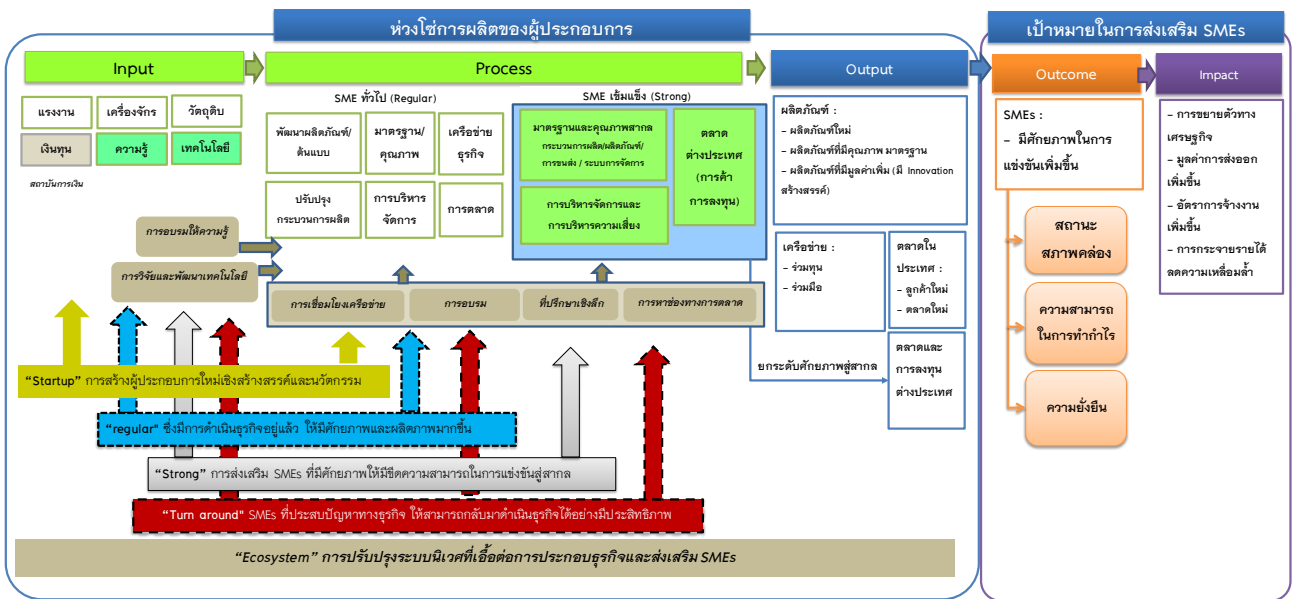 ห่วงโซ่การผลิตของผู้ประกอบการ
เป้าหมายในการส่งเสริม SMEs
Input
Process
Output
Outcome
Impact
แรงงาน
เครื่องจักร
วัตถุดิบ
เงินทุน
ความรู้
เทคโนโลยี
สถาบันการเงิน
SME ทั่วไป (Regular)
พัฒนาผลิตภัณฑ์/
ต้นแบบ
มาตรฐาน/
คุณภาพ
เครือข่าย
ธุรกิจ
ปรับปรุง
กระบวนการผลิต
การบริหาร
จัดการ
การตลาด
SME เข้มแข็ง (Strong)
มาตรฐานและคุณภาพสากล
กระบวนการผลิต/ผลิตภัณฑ์/
การขนส่ง / ระบบการจัดการ
การบริหารจัดการและ
การบริหารความเสี่ยง
ตลาด
ต่างประเทศ
(การค้า
การลงทุน)
การอบรมให้ความรู้
การวิจัยและพัฒนาเทคโนโลยี
การเชื่อมโยงเครือข่าย
การอบรม
ที่ปรึกษาเชิงลึก
การหาช่องทางการตลาด
ผลิตภัณฑ์ :
– ผลิตภัณฑ์ใหม่
– ผลิตภัณฑ์ที่มีคุณภาพ มาตรฐาน
– ผลิตภัณฑ์ที่มีมูลค่าเพิ่ม (มี Innovation
สร้างสรรค์)
เครือข่าย :
– ร่วมทุน
– ร่วมมือ
ตลาดใน
ประเทศ :
– ลูกค้าใหม่
– ตลาดใหม่
ยกระดับศักยภาพสู่สากล
ตลาดและ
การลงทุน
ต่างประเทศ
SMEs :
– มีศักยภาพในการ
แข่งขันเพิ่มขึ้น
สถานะ
สภาพคล่อง
ความสามารถ
ในการทำกำไร
ความยั่งยืน
– การขยายตัวทาง
เศรษฐกิจ
– มูลค่าการส่งออก
เพิ่มขึ้น
– อัตราการจ้างงาน
เพิ่มขึ้น
– การกระจายรายได้
ลดความเหลื่อมล้ำ
“Startup” การสร้างผู้ประกอบการใหม่เชิงสร้างสรรค์และนวัตกรรม
“regular” ซึ่งมีการดำเนินธุรกิจอยู่แล้ว ให้มีศักยภาพและผลิตภาพมากขึ้น
“Strong” การส่งเสริม SMEs ที่มีศักยภาพให้มีขีดความสามารถในการแข่งขันสู่สากล
“Turn around” SMEs ที่ประสบปัญหาทางธุรกิจ ให้สามารถกลับมาดำเนินธุรกิจได้อย่างมีประสิทธิภาพ
“Ecosystem” การปรับปรุงระบบนิเวศที่เอื้อต่อการประกอบธุรกิจและส่งเสริม SMEs